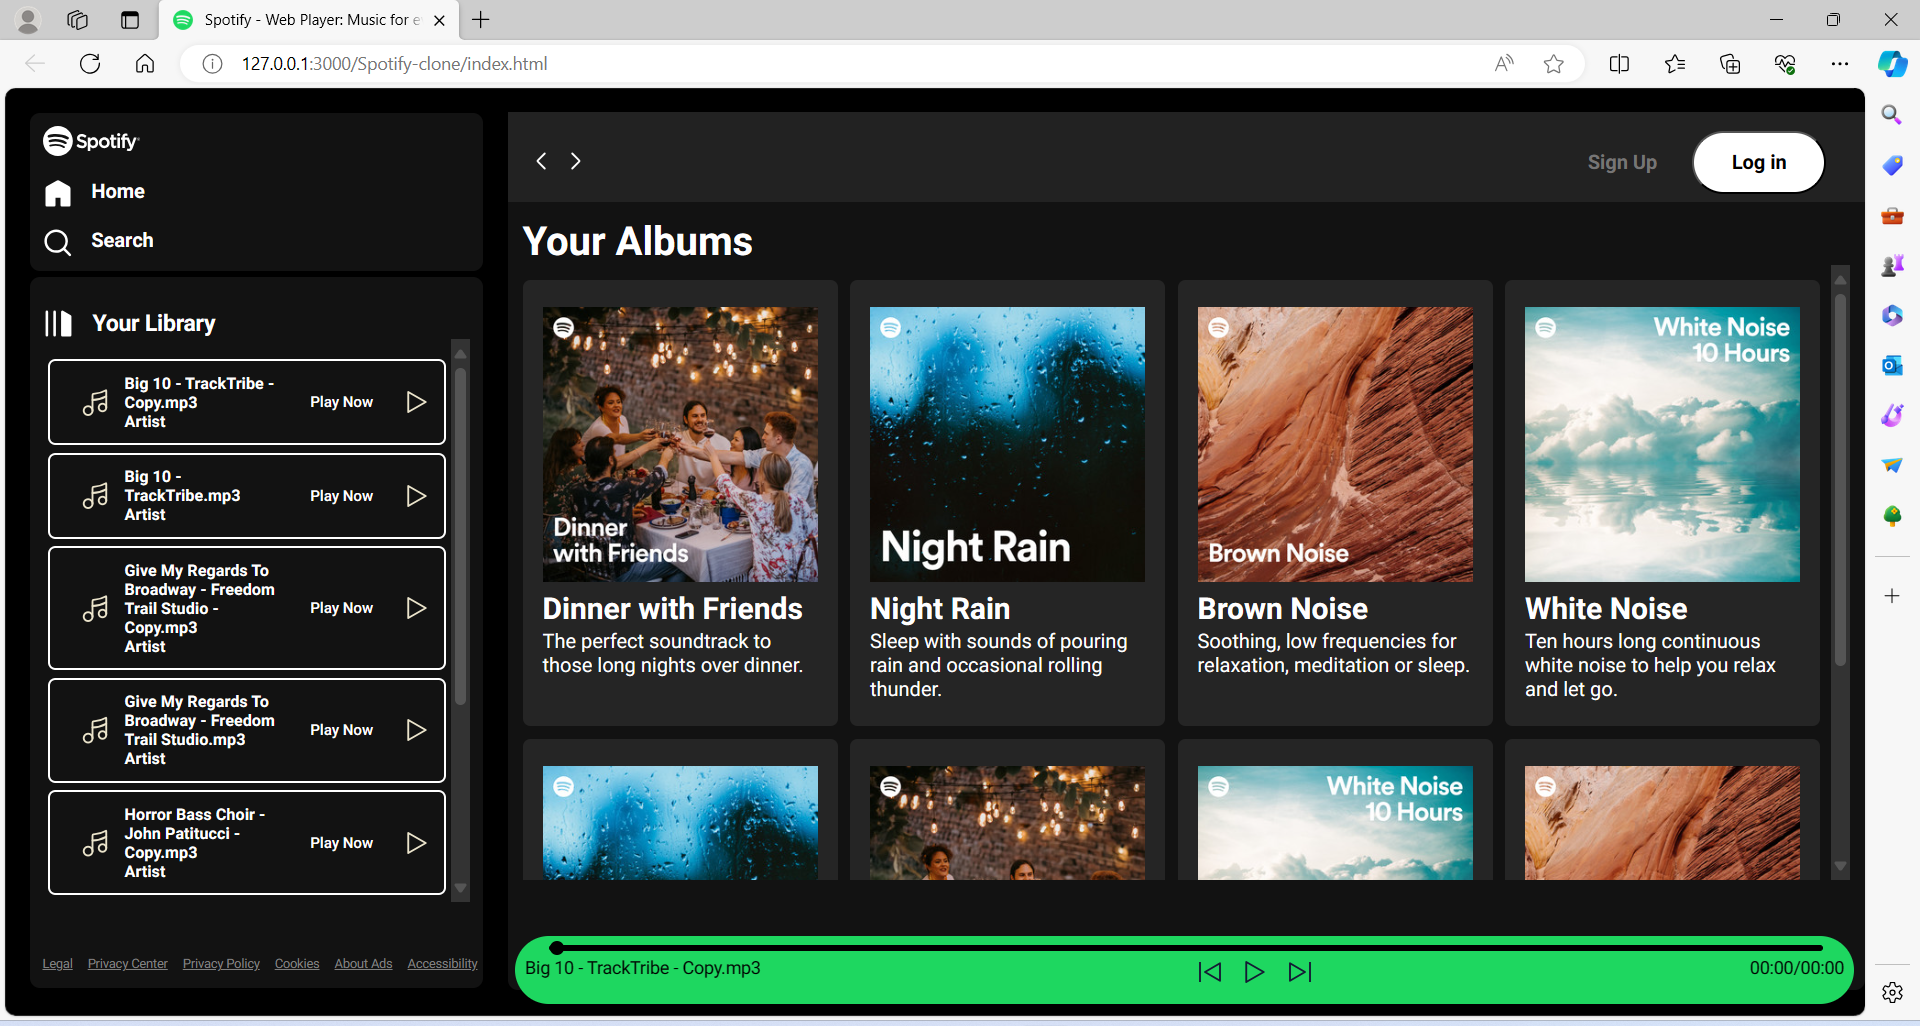 Spotify - Web Player: Music for e
127.0.0.1:3000/Spotify-clone/index.html
Spotify
Home
Search
Your Library
Big 10 - TrackTribe -
Copy.mp3
Artist
Play Now
Big 10 -
TrackTribe.mp3
Artist
Play Now
Give My Regards To
Broadway - Freedom
Trail Studio -
Copy.mp3
Artist
Play Now
Give My Regards To
Broadway - Freedom
Trail Studio.mp3
Artist
Play Now
Horror Bass Choir -
John Patitucci -
Copy.mp3
Artist
Play Now
Legal Privacy Center Privacy Policy Cookies About Ads Accessibility
Sign Up
Log in
Your Albums
Dinner
with Friends
Dinner with Friends
The perfect soundtrack to
those long nights over dinner.
Night Rain
Night Rain
Sleep with sounds of pouring
rain and occasional rolling
thunder.
Brown Noise
Brown Noise
Soothing, low frequencies for
relaxation, meditation or sleep.
White Noise
10 Hours
White Noise
Ten hours long continuous
white noise to help you relax
and let go.
White Noise
10 Hours
Big 10 - TrackTribe - Copy.mp3
00:00/00:00